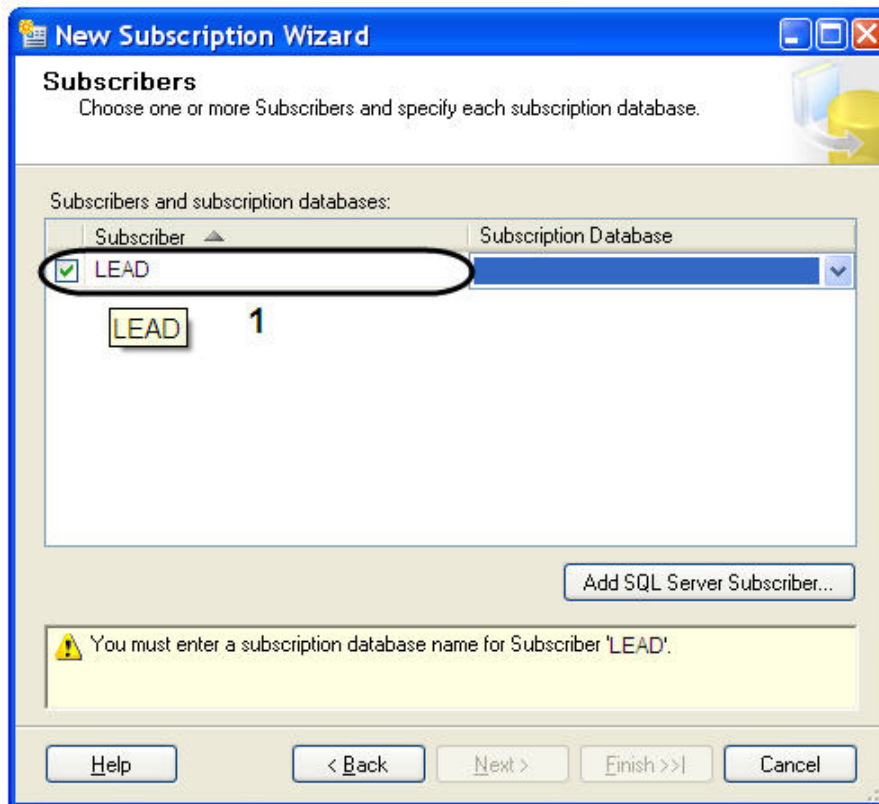 New Subscription Wizard
Subscribers
Choose one or more Subscribers and specify each subscription database.
Subscribers and subscription databases:
Subscriber Subscription Database
LEAD
LEAD 1
Add SQL Server Subscriber...
You must enter a subscription database name for Subscriber 'LEAD'.
Help < Back Next > Finish >>| Cancel